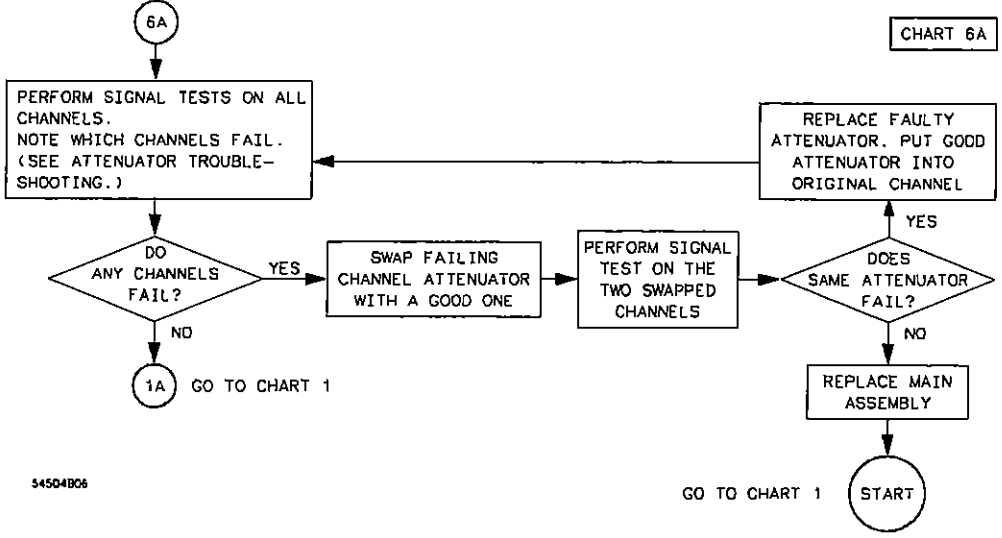 6A
CHART 6A
PERFORM SIGNAL TESTS ON ALL
CHANNELS.
NOTE WHICH CHANNELS FAIL.
(SEE ATTENUATOR TROUBLE-
SHOOTING.)
REPLACE FAULTY
ATTENUATOR. PUT GOOD
ATTENUATOR INTO
ORIGINAL CHANNEL
YES
DO
ANY CHANNELS
FAIL?
YES
SWAP FAILING
CHANNEL ATTENUATOR
WITH A GOOD ONE
PERFORM SIGNAL
TEST ON THE
TWO SWAPPED
CHANNELS
DOES
SAME ATTENUATOR
FAIL?
NO
NO
1A
GO TO CHART 1
REPLACE MAIN
ASSEMBLY
54504B06
GO TO CHART 1
START